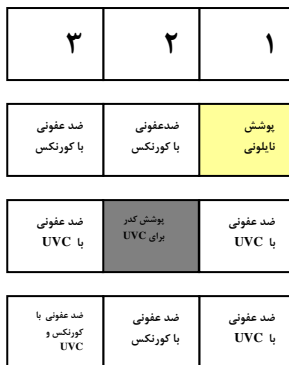 ۱ ۲ ۳
پوشش
نایلونی
ضدعفونی
با کورنکس
ضد عفونی
با کورنکس
ضد عفونی
با UVC
پوشش کدر
برای UVC
ضد عفونی
با UVC
ضد عفونی
با UVC
ضد عفونی
با کورنکس
ضد عفونی با
کورنکس و
UVC